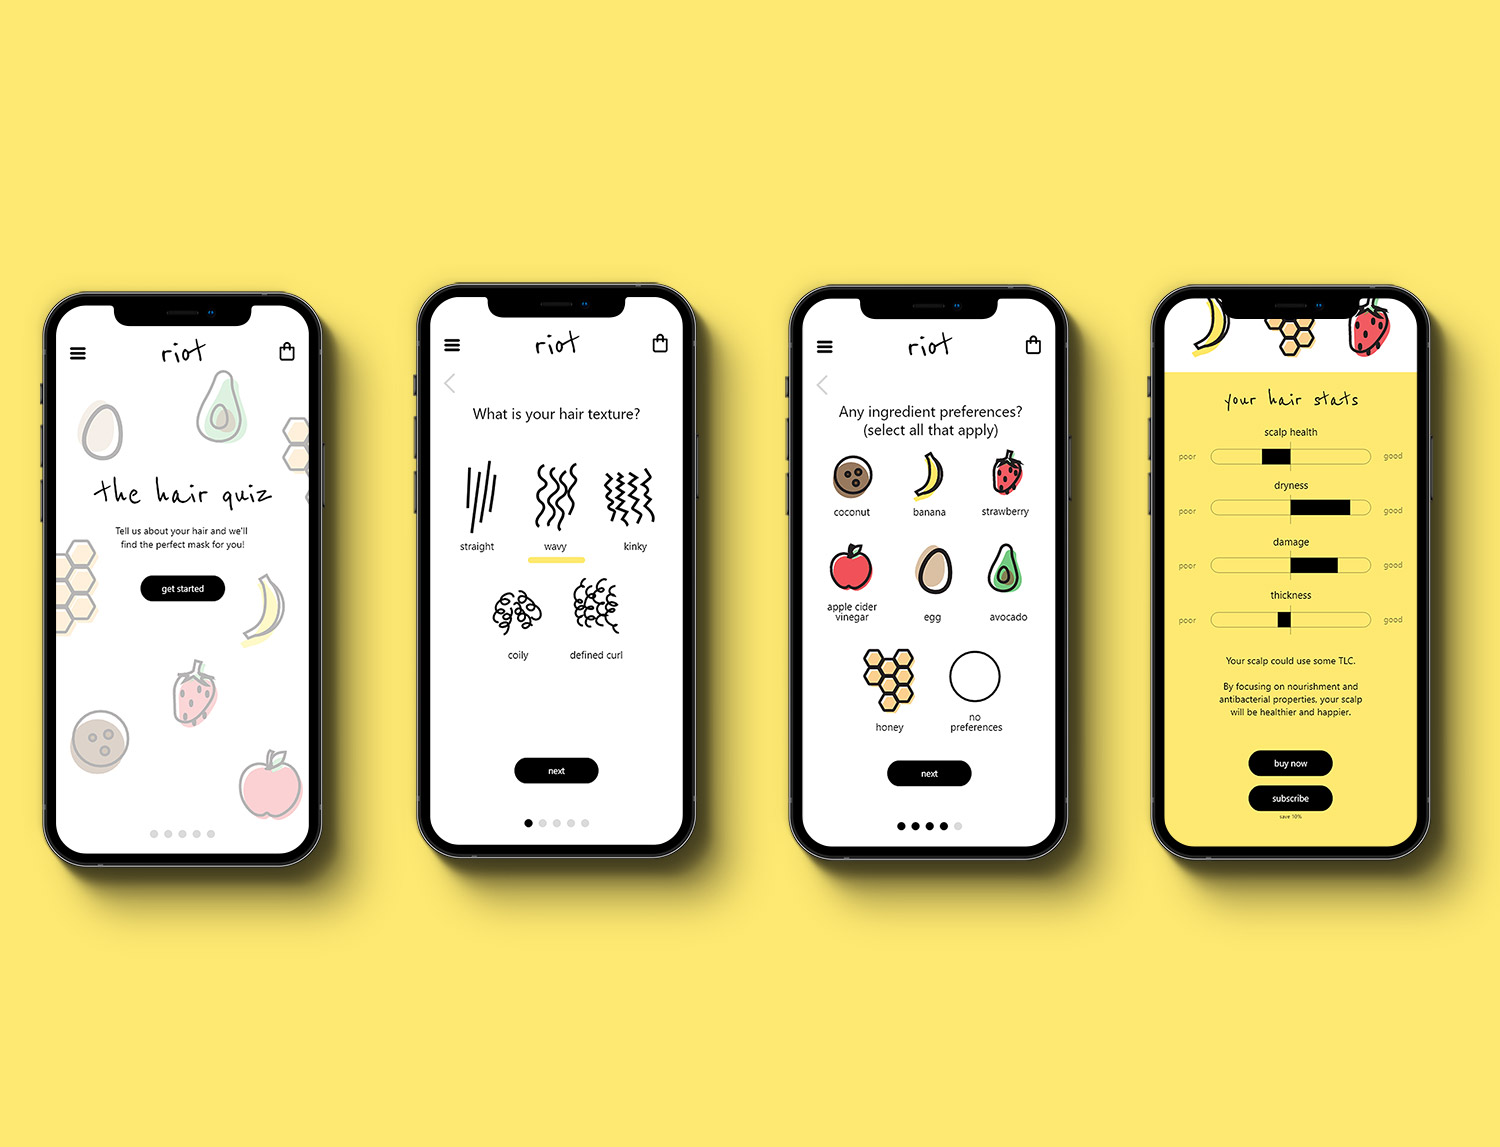 riot
the hair quiz
Tell us about your hair and we'll
find the perfect mask for you!
get started
riot
What is your hair texture?
straight
wavy
kinky
coily
defined curl
next
riot
Any ingredient preferences?
(select all that apply)
coconut
banana
strawberry
apple cider
vinegar
egg
avocado
honey
no
preferences
next
your hair stats
scalp health
poor
good
dryness
poor
good
damage
poor
good
thickness
poor
good
Your scalp could use some TLC.
By focusing on nourishment and
antibacterial properties, your scalp
will be healthier and happier.
buy now
subscribe
save 10%